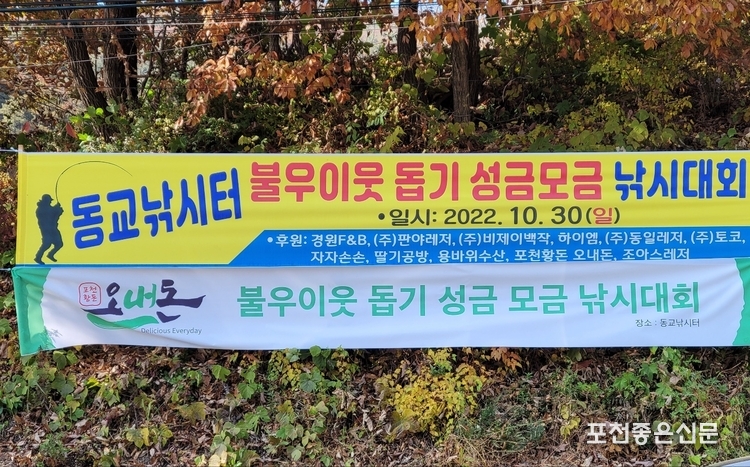 동교낚시터 불우이웃 돕기 성금모금 낚시대회
•일시: 2022. 10. 30(일)
•후원: 경원F&B, (주)판야레저, (주)비제이백작, 하이엠, (주)동일레저, (주)토코,
자자손손, 딸기공방, 용바위수산, 포천황돈 오내돈, 조아스레저
포천황돈 오내돈 불우이웃 돕기 성금 모금 낚시대회
Delicious Everyday
장소 : 동교낚시터
포천좋은신문